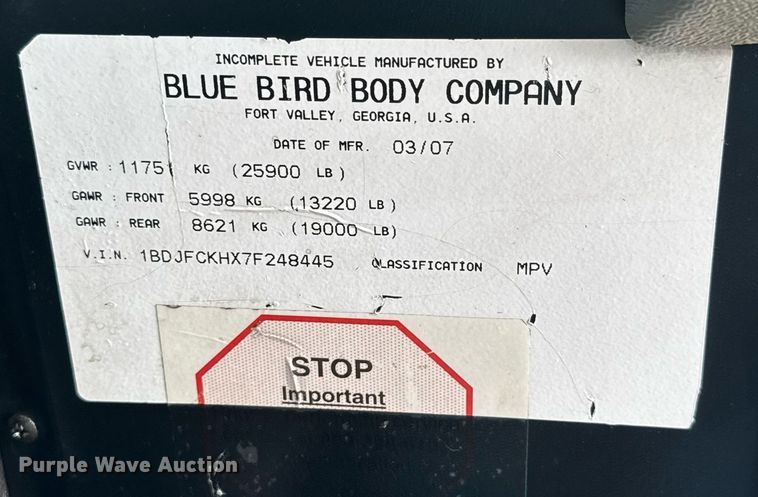 INCOMPLETE VEHICLE MANUFACTURED BY
BLUE BIRD BODY COMPANY
FORT VALLEY, GEORGIA, U.S.A.
DATE OF MFR. 03/07
GVWR : 11751 KG (25900 LB)
GAWR : FRONT 5998 KG (13220 LB)
GAWR : REAR 8621 KG (19000 LB)
V.I.N. 1BDJFCKHX7F248445 CLASSIFICATION MPV
STOP
Important
Purple Wave Auction